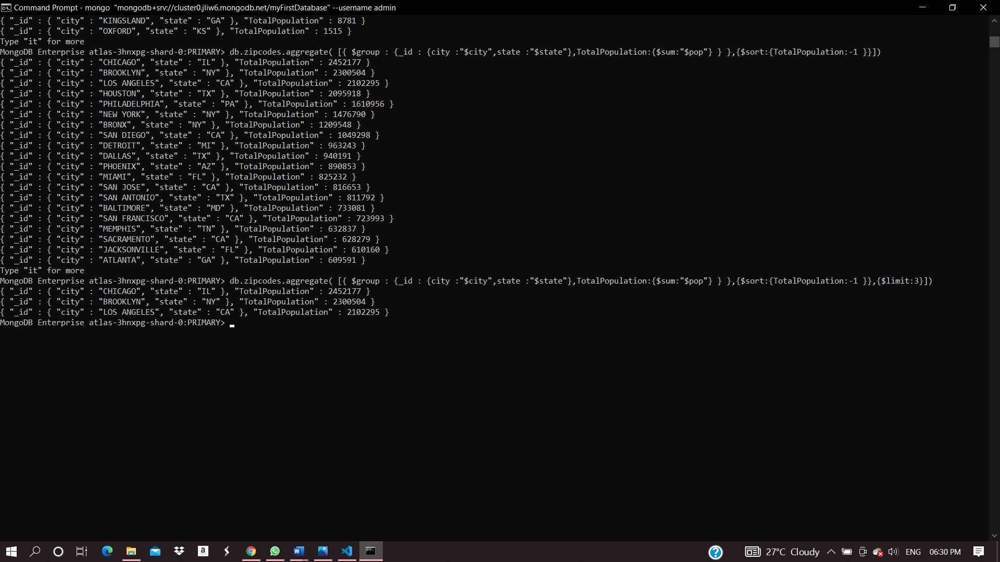 Command Prompt - mongo  "mongodb+srv://cluster0.jliw6.mongodb.net/myFirstDatabase" --username admin
{ "_id" : { "city" : "KINGSLAND", "state" : "GA" }, "TotalPopulation" : 8781 }
{ "_id" : { "city" : "OXFORD", "state" : "KS" }, "TotalPopulation" : 1515 }
Type "it" for more
MongoDB Enterprise atlas-3hnxpg-shard-0:PRIMARY> db.zipcodes.aggregate( [{ $group : {_id : {city :"$city",state :"$state"},TotalPopulation:{$sum:"$pop"} } },{$sort:{TotalPopulation:-1 }}])
{ "_id" : { "city" : "CHICAGO", "state" : "IL" }, "TotalPopulation" : 2452177 }
{ "_id" : { "city" : "BROOKLYN", "state" : "NY" }, "TotalPopulation" : 2300504 }
{ "_id" : { "city" : "LOS ANGELES", "state" : "CA" }, "TotalPopulation" : 2102295 }
{ "_id" : { "city" : "HOUSTON", "state" : "TX" }, "TotalPopulation" : 2095918 }
{ "_id" : { "city" : "PHILADELPHIA", "state" : "PA" }, "TotalPopulation" : 1610956 }
{ "_id" : { "city" : "NEW YORK", "state" : "NY" }, "TotalPopulation" : 1476790 }
{ "_id" : { "city" : "BRONX", "state" : "NY" }, "TotalPopulation" : 1209548 }
{ "_id" : { "city" : "SAN DIEGO", "state" : "CA" }, "TotalPopulation" : 1049298 }
{ "_id" : { "city" : "DETROIT", "state" : "MI" }, "TotalPopulation" : 963243 }
{ "_id" : { "city" : "DALLAS", "state" : "TX" }, "TotalPopulation" : 940191 }
{ "_id" : { "city" : "PHOENIX", "state" : "AZ" }, "TotalPopulation" : 890853 }
{ "_id" : { "city" : "MIAMI", "state" : "FL" }, "TotalPopulation" : 825232 }
{ "_id" : { "city" : "SAN JOSE", "state" : "CA" }, "TotalPopulation" : 816653 }
{ "_id" : { "city" : "SAN ANTONIO", "state" : "TX" }, "TotalPopulation" : 811792 }
{ "_id" : { "city" : "BALTIMORE", "state" : "MD" }, "TotalPopulation" : 733081 }
{ "_id" : { "city" : "SAN FRANCISCO", "state" : "CA" }, "TotalPopulation" : 723993 }
{ "_id" : { "city" : "MEMPHIS", "state" : "TN" }, "TotalPopulation" : 632837 }
{ "_id" : { "city" : "SACRAMENTO", "state" : "CA" }, "TotalPopulation" : 628279 }
{ "_id" : { "city" : "JACKSONVILLE", "state" : "FL" }, "TotalPopulation" : 610160 }
{ "_id" : { "city" : "ATLANTA", "state" : "GA" }, "TotalPopulation" : 609591 }
Type "it" for more
MongoDB Enterprise atlas-3hnxpg-shard-0:PRIMARY> db.zipcodes.aggregate( [{ $group : {_id : {city :"$city",state :"$state"},TotalPopulation:{$sum:"$pop"} } },{$sort:{TotalPopulation:-1 }},{$limit:3}])
{ "_id" : { "city" : "CHICAGO", "state" : "IL" }, "TotalPopulation" : 2452177 }
{ "_id" : { "city" : "BROOKLYN", "state" : "NY" }, "TotalPopulation" : 2300504 }
{ "_id" : { "city" : "LOS ANGELES", "state" : "CA" }, "TotalPopulation" : 2102295 }
MongoDB Enterprise atlas-3hnxpg-shard-0:PRIMARY>
27°C Cloudy ENG 06:30 PM